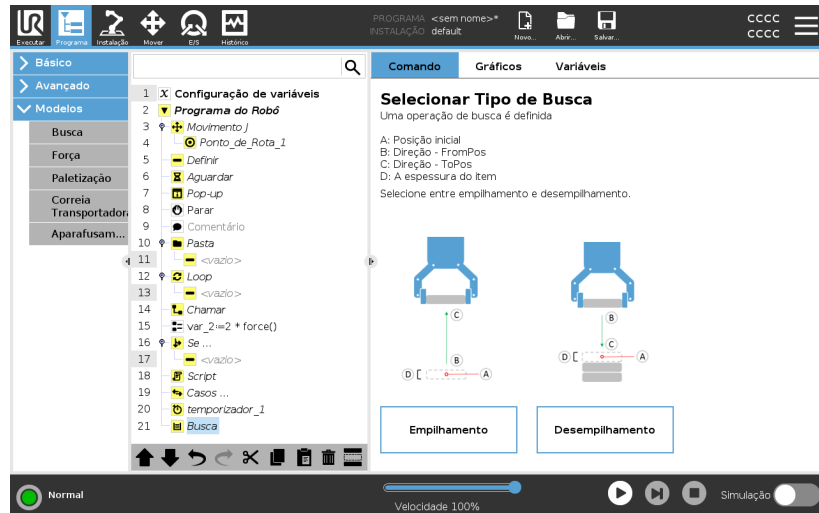 UR
Executar
Programa
Instalação
Mover
E/S
Histórico
PROGRAMA <sem nome>*
INSTALAÇÃO default
Novo...
Abrir...
Salvar...
cccc
cccc
Básico
Avançado
Modelos
Busca
Força
Paletização
Correia
Transportador
Aparafusam...
1 X Configuração de variáveis
2 Programa do Robô
3 Movimento J
4 Ponto_de_Rota_1
5 Definir
6 Aguardar
7 Pop-up
8 Parar
9 Comentário
10 Pasta
11 <vazio>
12 Loop
13 <vazio>
14 Chamar
15 var_2:=2 * force()
16 Se ...
17 <vazio>
18 Script
19 Casos ...
20 temporizador_1
21 Busca
Comando
Gráficos
Variáveis
Selecionar Tipo de Busca
Uma operação de busca é definida
A: Posição inicial
B: Direção - FromPos
C: Direção - ToPos
D: A espessura do item
Selecione entre empilhamento e desempilhamento.
C
B
D
A
B
C
D
A
Empilhamento
Desempilhamento
Normal
Velocidade 100%
Simulação